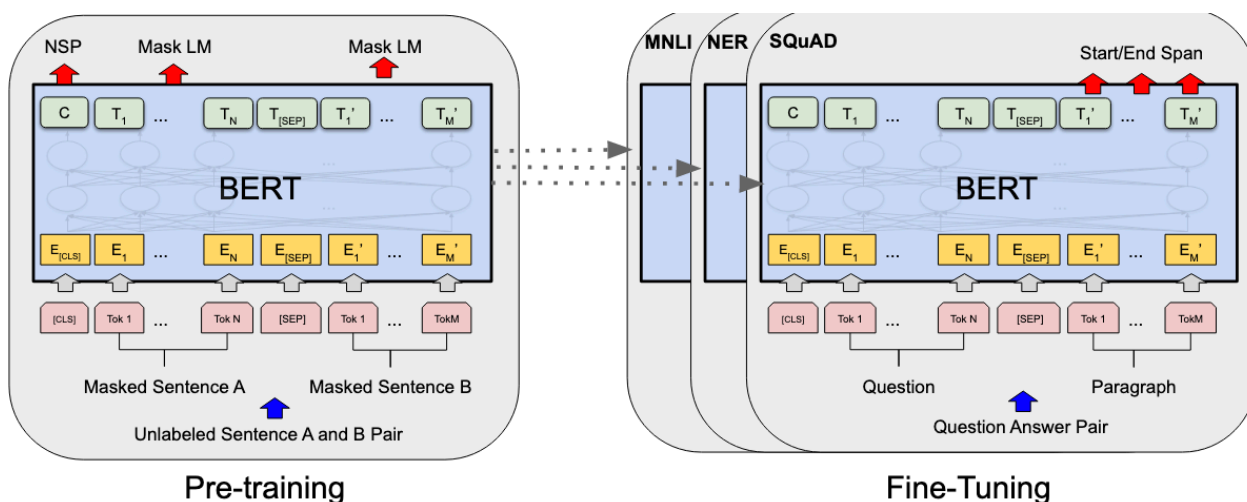 NSP Mask LM Mask LM
C T1 ... TN T[SEP] T1' ... TM'
BERT
E[CLS] E1 ... EN E[SEP] E1' ... EM'
[CLS] Tok 1 ... Tok N [SEP] Tok 1 ... TokM
Masked Sentence A Masked Sentence B
Unlabeled Sentence A and B Pair
Pre-training
MNLI NER SQuAD
Start/End Span
C T1 ... TN T[SEP] T1' ... TM'
BERT
E[CLS] E1 ... EN E[SEP] E1' ... EM'
[CLS] Tok 1 ... Tok N [SEP] Tok 1 ... TokM
Question Paragraph
Question Answer Pair
Fine-Tuning